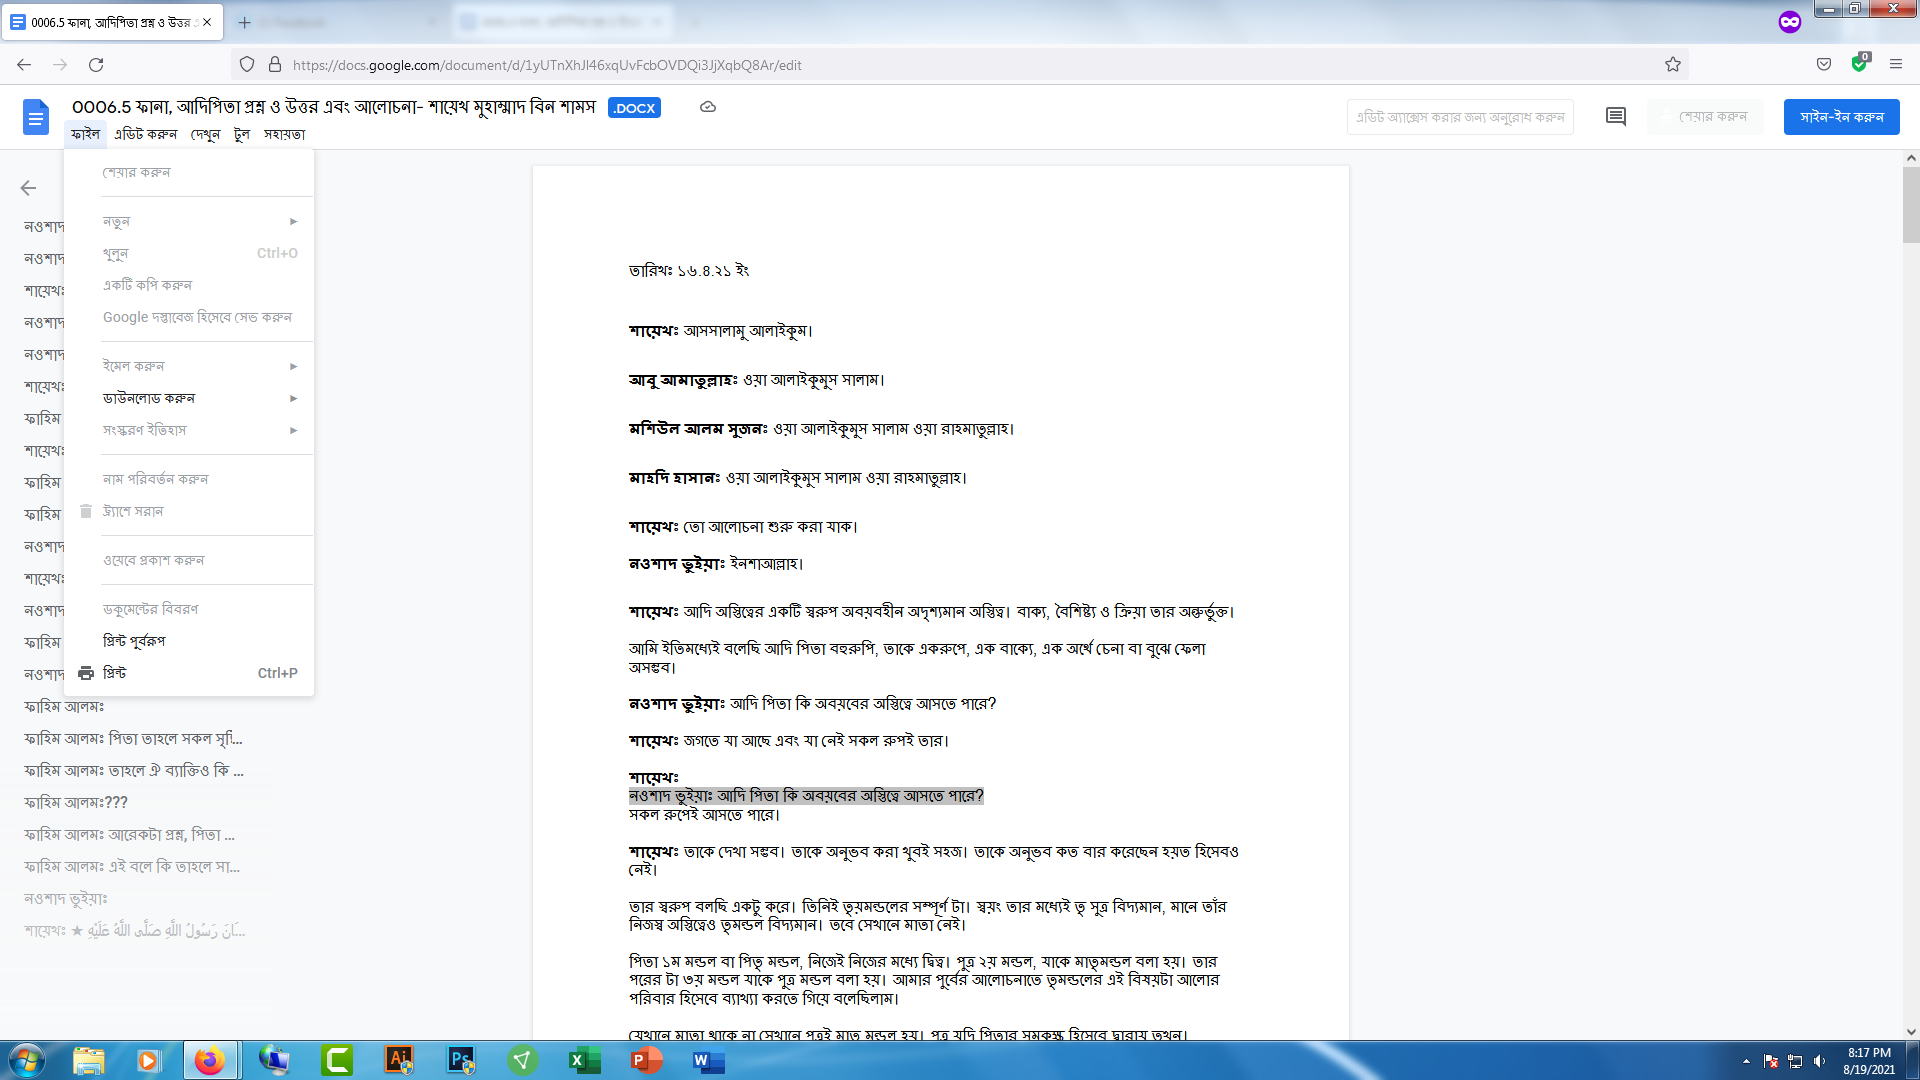 0006.5 ফানা, আদিপিতা প্রশ্ন ও উত্তর এ
https://docs.google.com/document/d/1yUTnXhJl46xqUvFcbOVDQi3JjXqbQ8Ar/edit
0
0006.5 ফানা, আদিপিতা প্রশ্ন ও উত্তর এবং আলোচনা- শায়েখ মুহাম্মাদ বিন শামস
.DOCX
ফাইল এডিট করুন দেখুন টুল সহায়তা
এডিট অ্যাক্সেস করার জন্য অনুরোধ করুন
শেয়ার করুন
সাইন-ইন করুন
শেয়ার করুন
নতুন
খুলুন Ctrl+O
একটি কপি করুন
Google দস্তাবেজ হিসেবে সেভ করুন
ইমেল করুন
ডাউনলোড করুন
সংস্করণ ইতিহাস
নাম পরিবর্তন করুন
ট্র্যাশে সরান
ওয়েবে প্রকাশ করুন
ডকুমেন্টের বিবরণ
প্রিন্ট পূর্বরূপ
প্রিন্ট Ctrl+P
নওশাদ
নওশাদ
শায়েখঃ
নওশাদ
নওশাদ
শায়েখঃ
ফাহিম
শায়েখঃ
ফাহিম
ফাহিম
নওশাদ
শায়েখঃ
নওশাদ
ফাহিম
নওশাদ
ফাহিম আলমঃ
ফাহিম আলমঃ পিতা তাহলে সকল সৃষ্টি...
ফাহিম আলমঃ তাহলে ঐ ব্যাক্তিও কি ...
ফাহিম আলমঃ???
ফাহিম আলমঃ আরেকটা প্রশ্ন, পিতা ...
ফাহিম আলমঃ এই বলে কি তাহলে সা...
নওশাদ ভুইয়াঃ
শায়েখঃ ★ سَانَ رَسُولُ اللَّهِ صَلَّى اللَّهُ عَلَيْهِ...
তারিখঃ ১৬.৪.২১ ইং
শায়েখঃ আসসালামু আলাইকুম।
আবু আমাতুল্লাহঃ ওয়া আলাইকুমুস সালাম।
মশিউল আলম সুজনঃ ওয়া আলাইকুমুস সালাম ওয়া রাহমাতুল্লাহ।
মাহদি হাসানঃ ওয়া আলাইকুমুস সালাম ওয়া রাহমাতুল্লাহ।
শায়েখঃ তো আলোচনা শুরু করা যাক।
নওশাদ ভুইয়াঃ ইনশাআল্লাহ।
শায়েখঃ আদি অস্তিত্বের একটি স্বরুপ অবয়বহীন অদৃশ্যমান অস্তিত্ব। বাক্য, বৈশিষ্ট্য ও ক্রিয়া তার অন্তর্ভুক্ত।
আমি ইতিমধ্যেই বলেছি আদি পিতা বহুরুপি, তাকে একরুপে, এক বাক্যে, এক অর্থে চেনা বা বুঝে ফেলা
অসম্ভব।
নওশাদ ভুইয়াঃ আদি পিতা কি অবয়বের অস্তিত্বে আসতে পারে?
শায়েখঃ জগতে যা আছে এবং যা নেই সকল রুপই তার।
শায়েখঃ
নওশাদ ভুইয়াঃ আদি পিতা কি অবয়বের অস্তিত্বে আসতে পারে?
সকল রুপেই আসতে পারে।
শায়েখঃ তাকে দেখা সম্ভব। তাকে অনুভব করা খুবই সহজ। তাকে অনুভব কত বার করেছেন হয়ত হিসেবও
নেই।
তার স্বরুপ বলছি একটু করে। তিনিই তৃয়মন্ডলের সম্পূর্ণ টা। স্বয়ং তার মধ্যেই তৃ সূত্র বিদ্যমান, মানে তাঁর
নিজস্ব অস্তিত্বেও তৃমন্ডল বিদ্যমান। তবে সেখানে মাতা নেই।
পিতা ১ম মন্ডল বা পিতৃ মন্ডল, নিজেই নিজের মধ্যে দ্বিত্ব। পুত্র ২য় মন্ডল, যাকে মাতৃমন্ডল বলা হয়। তার
পরের টা ৩য় মন্ডল যাকে পুত্র মন্ডল বলা হয়। আমার পুর্বের আলোচনাতে তৃমন্ডলের এই বিষয়টা আলোর
পরিবার হিসেবে ব্যাখ্যা করতে গিয়ে বলেছিলাম।
যেখানে মাতা থাকে না সেখানে পুত্রই মাতৃ মন্ডল হয়। পুত্র যদি পিতার সমকক্ষ হিসেবে দ্বারায় তখন।
8:17 PM
8/19/2021